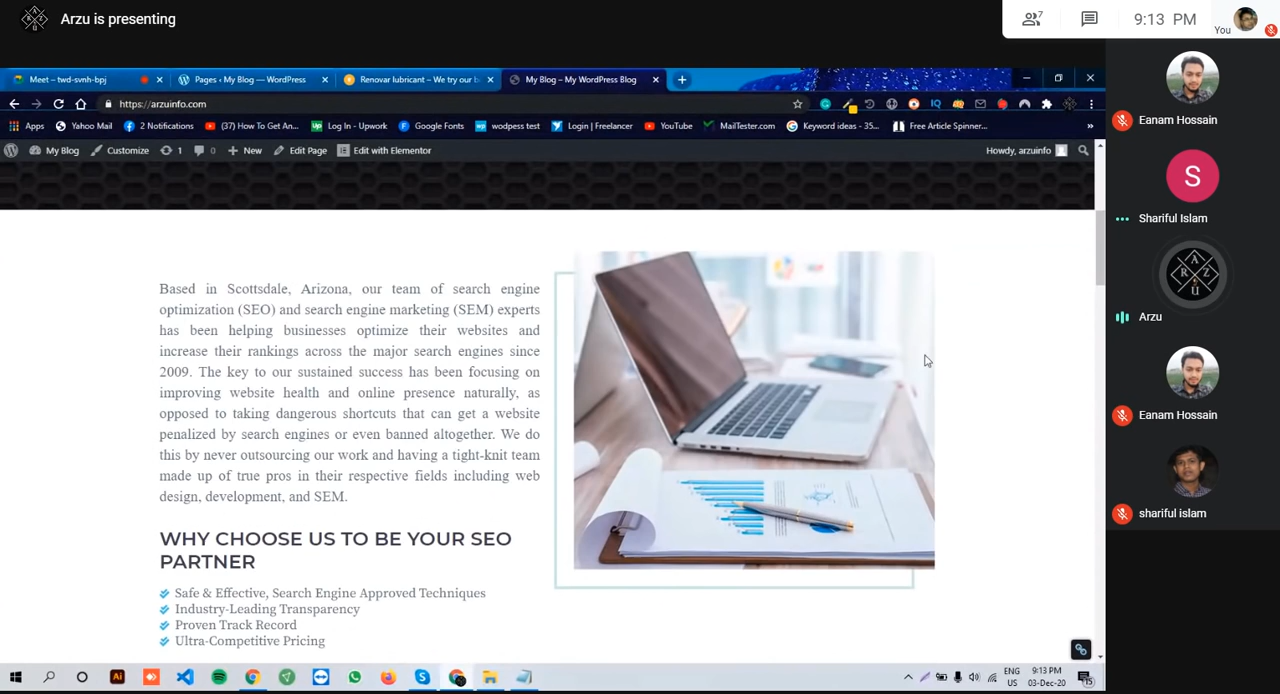 Arzu is presenting
7
9:13 PM
You
Meet – twd-svnh-bpj
Pages ‹ My Blog — WordPress
Renovar lubricant – We try our b
My Blog – My WordPress Blog
https://arzuinfo.com
Apps
Yahoo Mail
2 Notifications
(37) How To Get An...
Log In - Upwork
Google Fonts
wodpess test
Login | Freelancer
YouTube
MailTester.com
Keyword ideas - 35...
Free Article Spinner...
My Blog
Customize
1
0
New
Edit Page
Edit with Elementor
Howdy, arzuinfo
Based in Scottsdale, Arizona, our team of search engine
optimization (SEO) and search engine marketing (SEM) experts
has been helping businesses optimize their websites and
increase their rankings across the major search engines since
2009. The key to our sustained success has been focusing on
improving website health and online presence naturally, as
opposed to taking dangerous shortcuts that can get a website
penalized by search engines or even banned altogether. We do
this by never outsourcing our work and having a tight-knit team
made up of true pros in their respective fields including web
design, development, and SEM.
WHY CHOOSE US TO BE YOUR SEO
PARTNER
Safe & Effective, Search Engine Approved Techniques
Industry-Leading Transparency
Proven Track Record
Ultra-Competitive Pricing
Eanam Hossain
S
Shariful Islam
A
R Z
U
Arzu
Eanam Hossain
shariful islam
ENG
US
9:13 PM
03-Dec-20
15